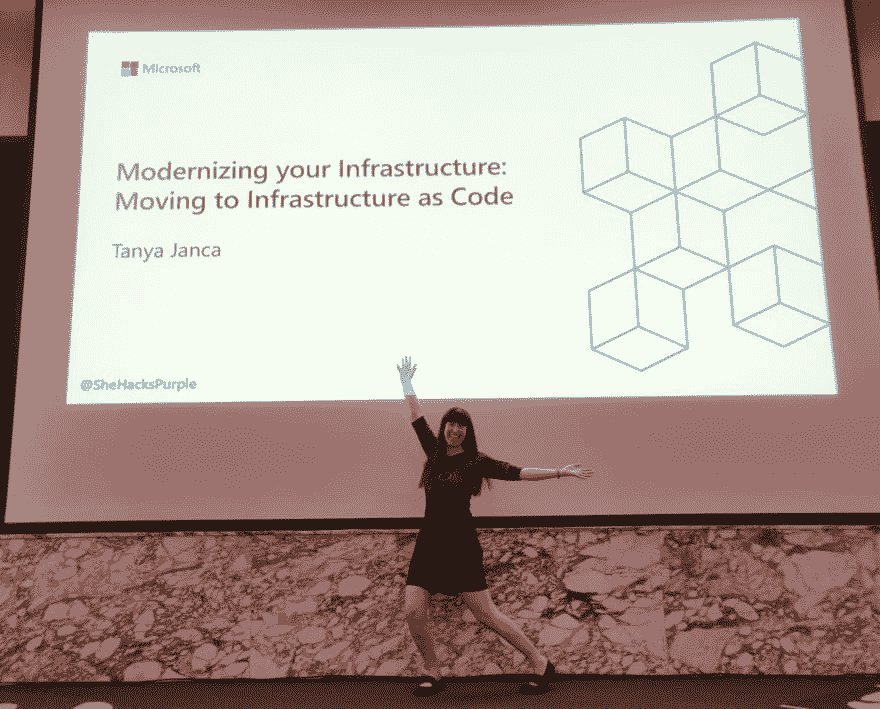 Microsoft
Modernizing your Infrastructure:
Moving to Infrastructure as Code
Tanya Janca
@SheHacksPurple